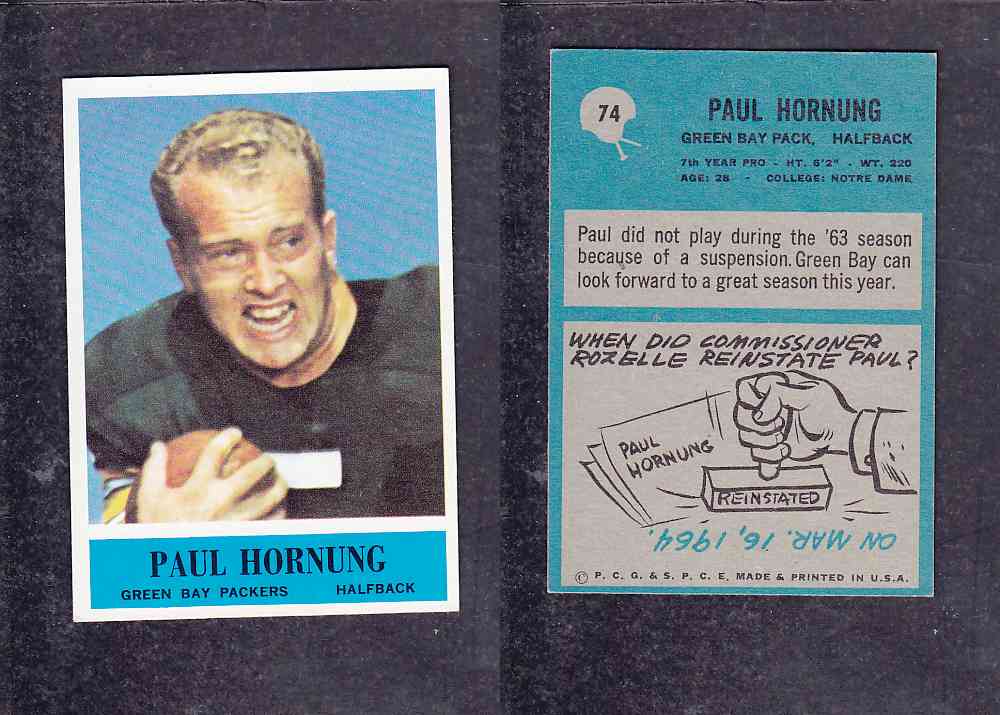 PAUL HORNUNG
GREEN BAY PACKERS HALFBACK
74
PAUL HORNUNG
GREEN BAY PACK, HALFBACK
7th YEAR PRO - HT. 6'2" - WT. 220
AGE: 28 - COLLEGE: NOTRE DAME
Paul did not play during the '63 season
because of a suspension. Green Bay can
look forward to a great season this year.
WHEN DID COMMISSIONER
ROZELLE REINSTATE PAUL?
PAUL
HORNUNG
REINSTATED
ON MAR. 16, 1964.
© P. C. G. & S. P. C. E. MADE & PRINTED IN U.S.A.